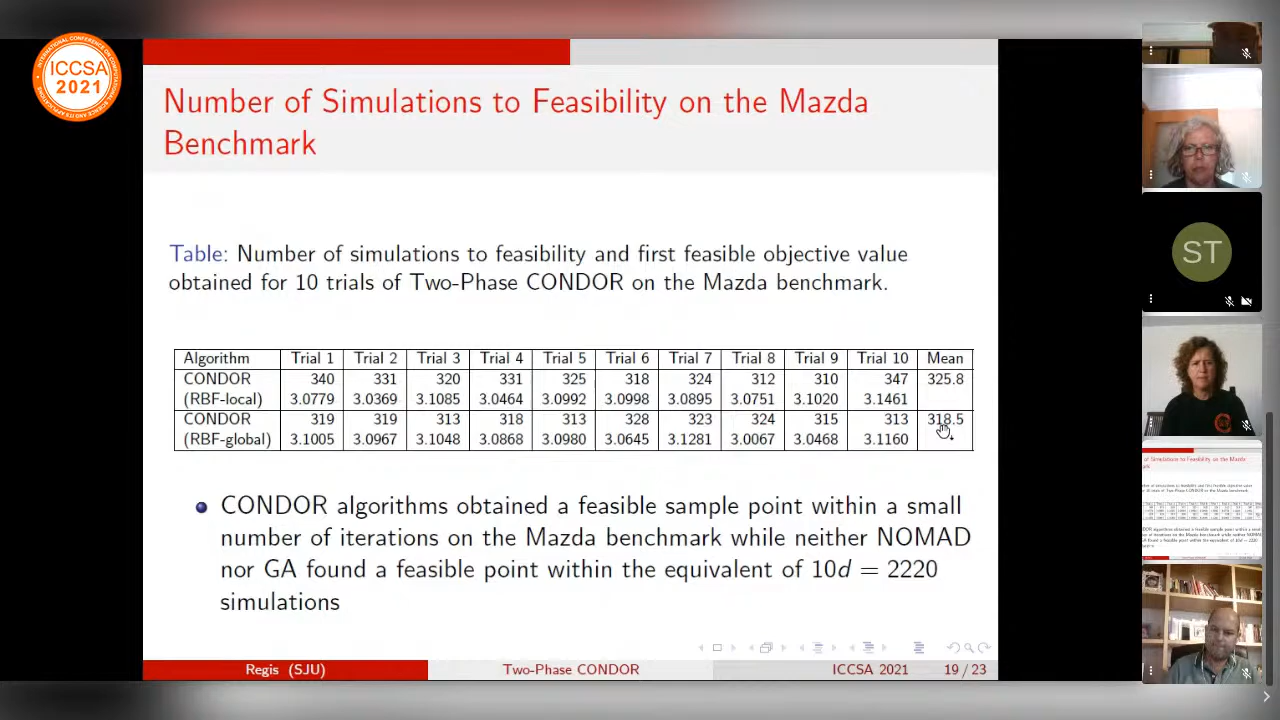 ICCSA
2021
Number of Simulations to Feasibility on the Mazda
Benchmark
Table: Number of simulations to feasibility and first feasible objective value
obtained for 10 trials of Two-Phase CONDOR on the Mazda benchmark.
Algorithm Trial 1 Trial 2 Trial 3 Trial 4 Trial 5 Trial 6 Trial 7 Trial 8 Trial 9 Trial 10 Mean
CONDOR 340 331 320 331 325 318 324 312 310 347 325.8
(RBF-local) 3.0779 3.0369 3.1085 3.0464 3.0992 3.0998 3.0895 3.0751 3.1020 3.1461
CONDOR 319 319 313 318 313 328 323 324 315 313 318.5
(RBF-global) 3.1005 3.0967 3.1048 3.0868 3.0980 3.0645 3.1281 3.0067 3.0468 3.1160
CONDOR algorithms obtained a feasible sample point within a small
number of iterations on the Mazda benchmark while neither NOMAD
nor GA found a feasible point within the equivalent of 10d = 2220
simulations
Regis (SJU) Two-Phase CONDOR ICCSA 2021 19 / 23
ST